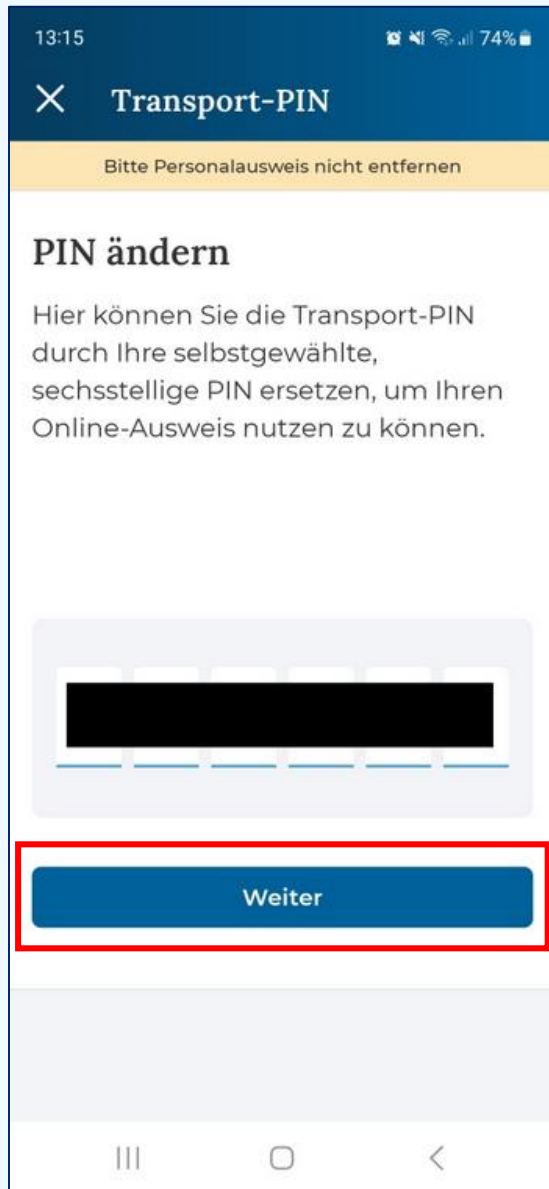 13:15 74%
Transport-PIN
Bitte Personalausweis nicht entfernen
PIN ändern
Hier können Sie die Transport-PIN
durch Ihre selbstgewählte,
sechsstellige PIN ersetzen, um Ihren
Online-Ausweis nutzen zu können.
Weiter